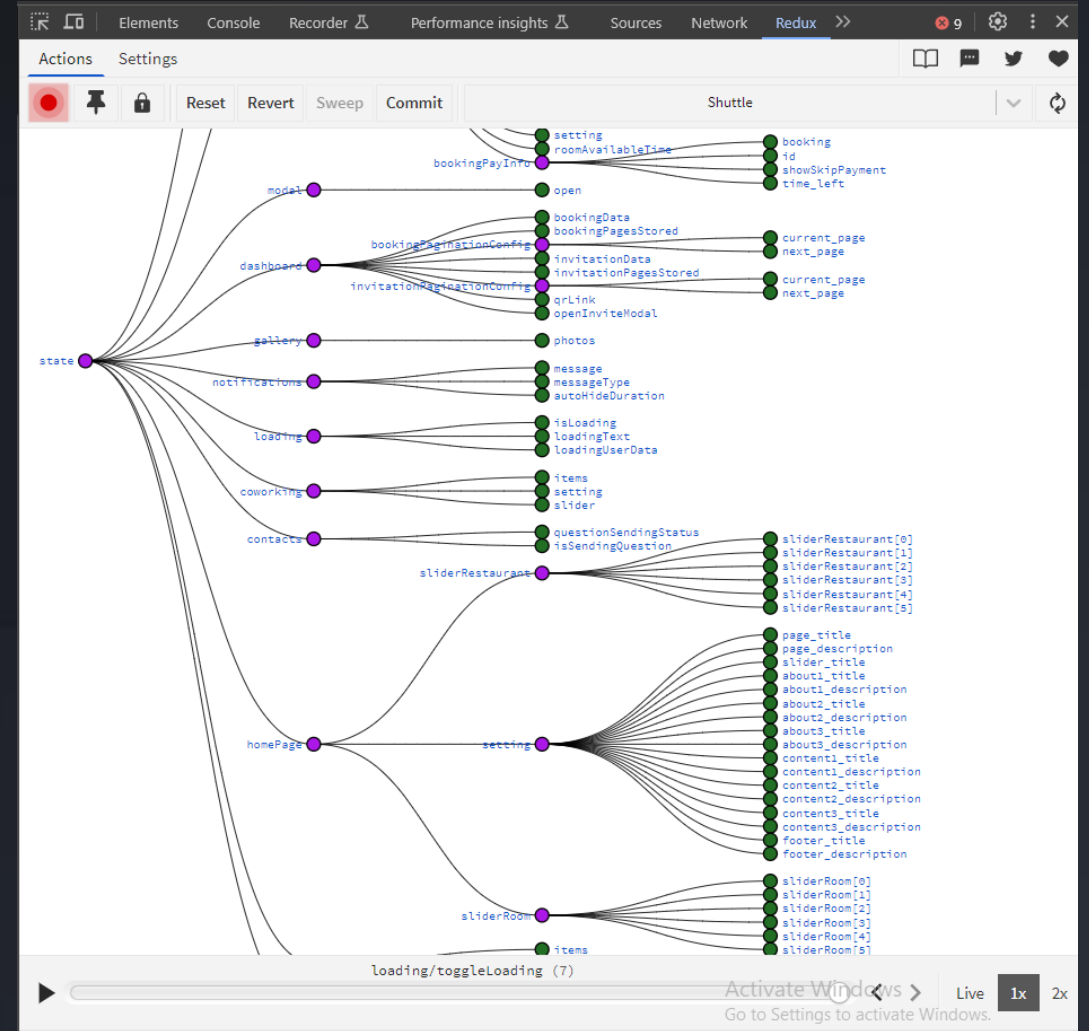 Elements Console Recorder Performance insights Sources Network Redux 9
Actions Settings
Reset Revert Sweep Commit Shuttle
setting
roomAvailableTime
bookingPayInfo
booking
id
showSkipPayment
time_left
modal
open
dashboard
bookingData
bookingPagesStored
bookingPaginationConfig
current_page
next_page
invitationData
invitationPagesStored
invitationPaginationConfig
current_page
next_page
qrLink
openInviteModal
state
gallery
photos
notifications
message
messageType
autoHideDuration
loading
isLoading
loadingText
loadingUserData
coworking
items
setting
slider
contacts
questionSendingStatus
isSendingQuestion
homePage
sliderRestaurant
sliderRestaurant[0]
sliderRestaurant[1]
sliderRestaurant[2]
sliderRestaurant[3]
sliderRestaurant[4]
sliderRestaurant[5]
setting
page_title
page_description
slider_title
about1_title
about1_description
about2_title
about2_description
about3_title
about3_description
content1_title
content1_description
content2_title
content2_description
content3_title
content3_description
footer_title
footer_description
sliderRoom
sliderRoom[0]
sliderRoom[1]
sliderRoom[2]
sliderRoom[3]
sliderRoom[4]
sliderRoom[5]
items
loading/toggleLoading (7)
Live 1x 2x
Activate Windows
Go to Settings to activate Windows.